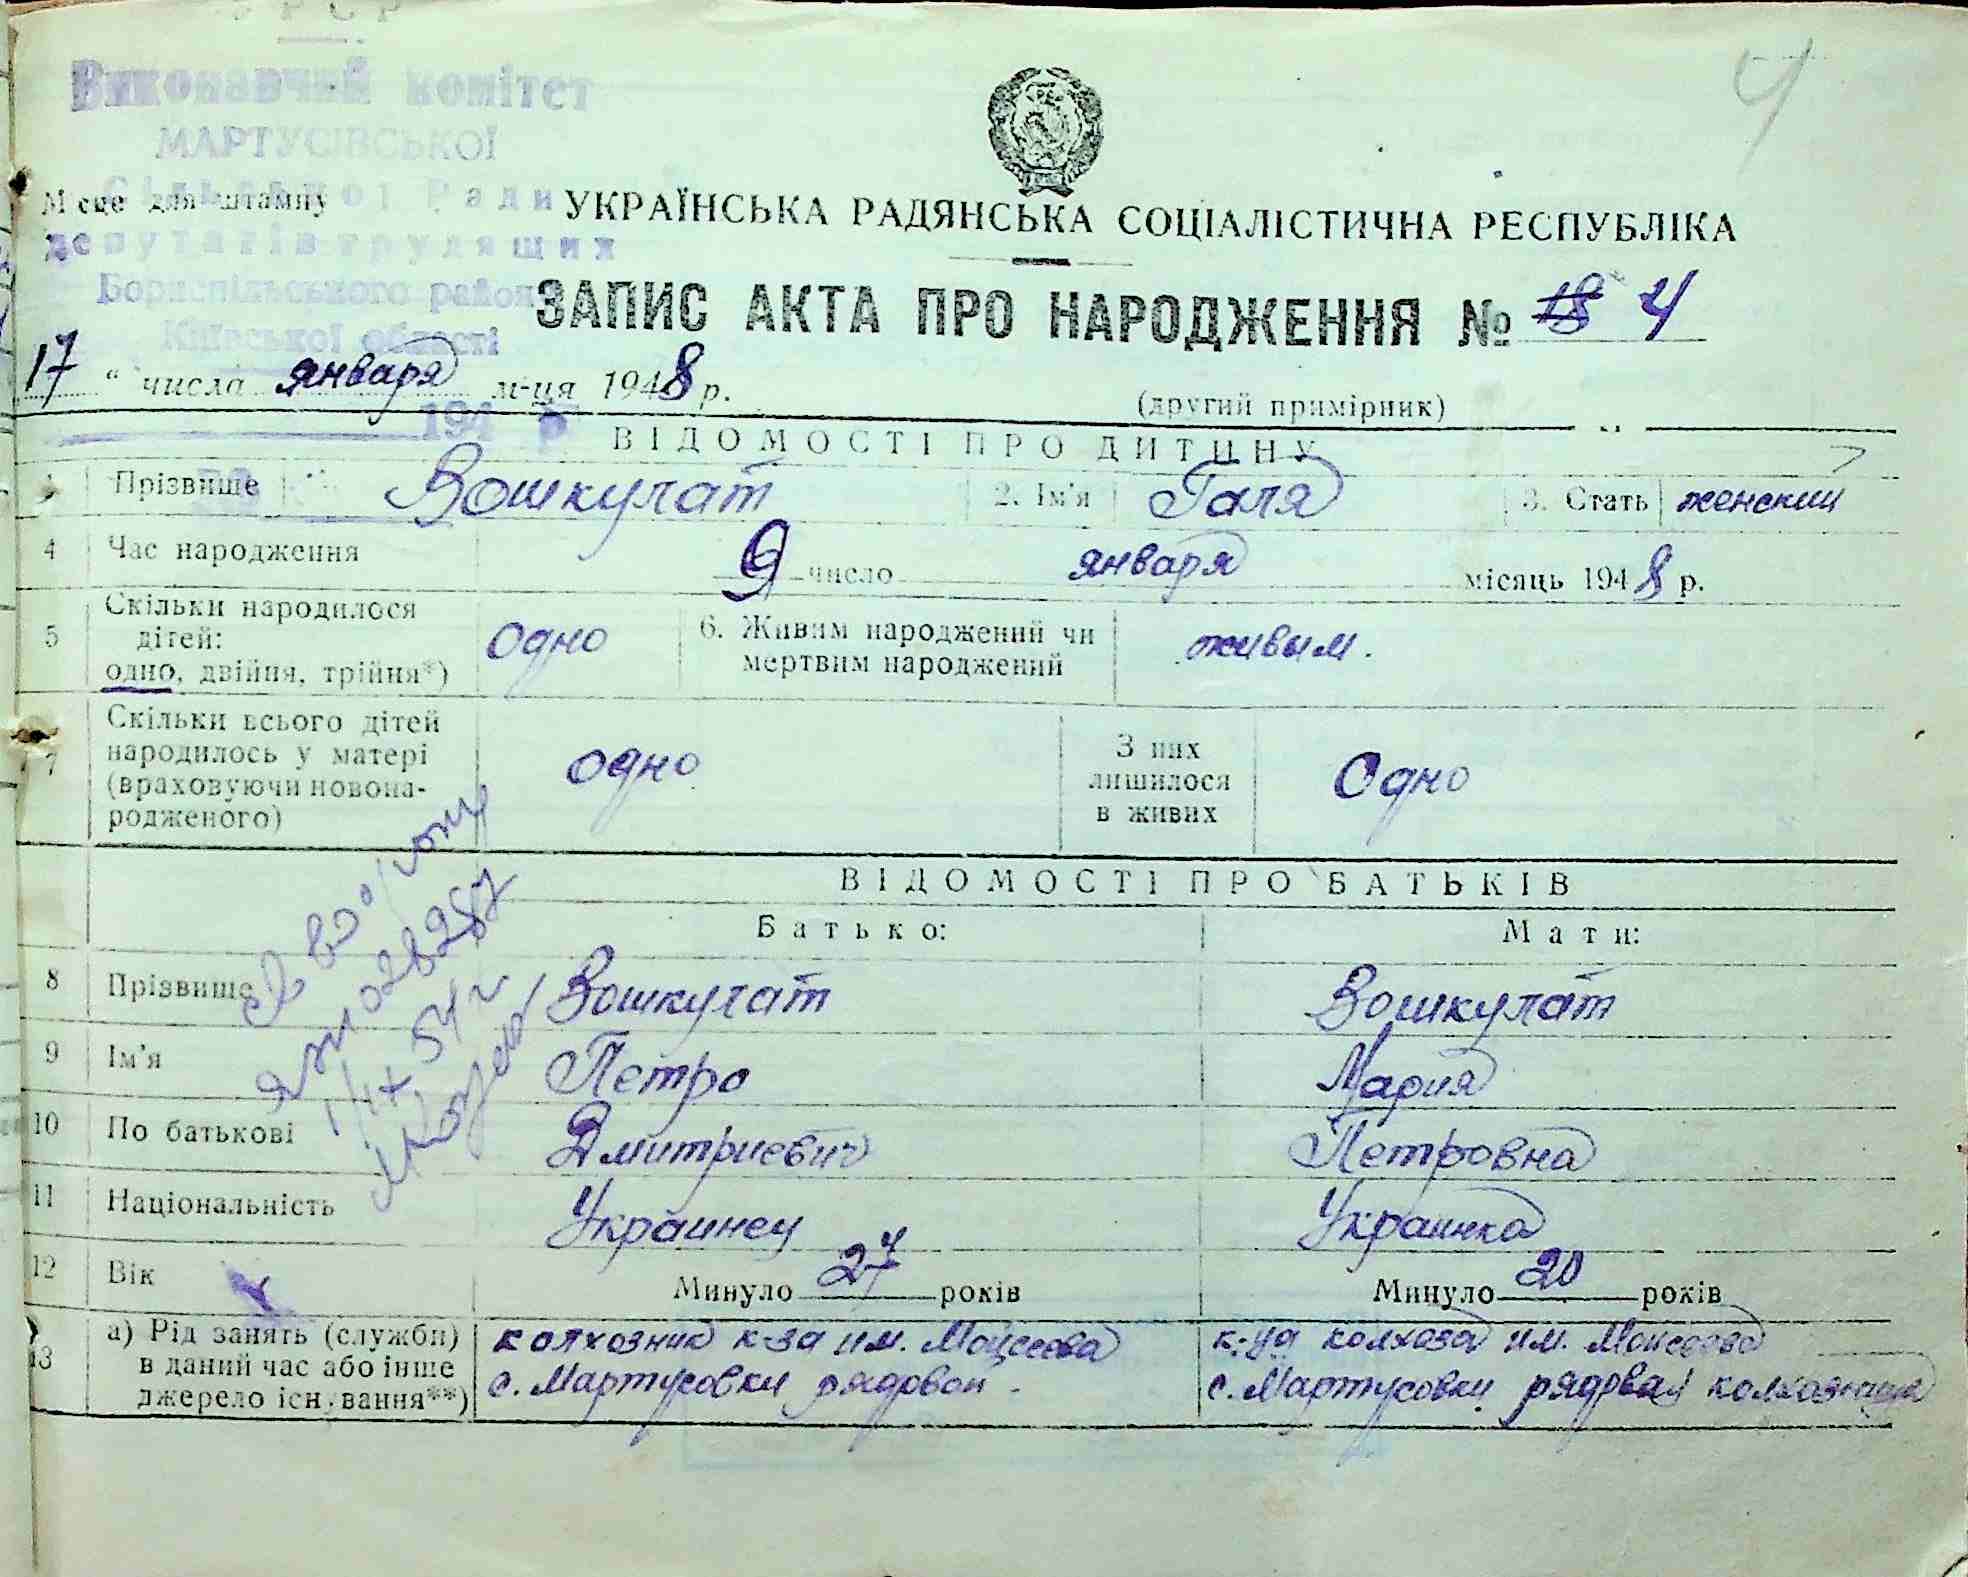 УРСР
Виконавчий комітет
МАРТУСІВСЬКОЇ
Сільської Ради
депутатів трудящих
Бориспільського району
Київської області
194 р
Місце для штампу
4
УКРАЇНСЬКА РАДЯНСЬКА СОЦІАЛІСТИЧНА РЕСПУБЛІКА
ЗАПИС АКТА ПРО НАРОДЖЕННЯ № 18 4
17 " числа января м-ця 1948 р.
(другий примірник)
ВІДОМОСТІ ПРО ДИТИНУ
Прізвище Вошкулат 2. Ім'я Галя 3. Стать женский
4 Час народження 9 число января місяць 1948 р.
5 Скільки народилося дітей: одно, двійня, трійня*) одно 6. Живим народжений чи мертвим народжений живым.
7 Скільки всього дітей народилось у матері (враховуючи новонародженого) одно З них лишилося в живих Одно
ВІДОМОСТІ ПРО БАТЬКІВ
Батько: Мати:
8 Прізвище Вошкулат Вошкулат
9 Ім'я Петро Мария
10 По батькові Дмитриевич Петровна
11 Національність Украинец Украинка
12 Вік Минуло 27 років Минуло 20 років
13 а) Рід занять (служби) в даний час або інше джерело існування**) колхозник к-за им. Моисеева с. Мартусовки рядовой. к-ца колхоза им. Моисеева с. Мартусовки рядовая колхозница